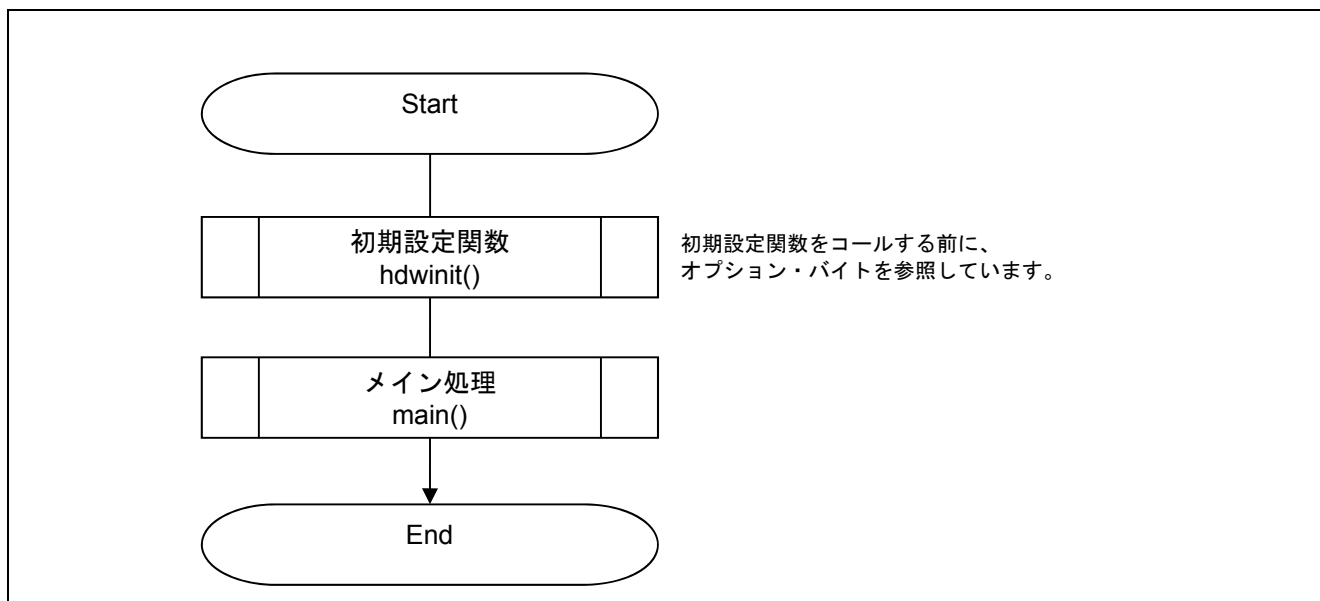 Start
初期設定関数
hdwinit()
初期設定関数をコールする前に、
オプション・バイトを参照しています。
メイン処理
main()
End